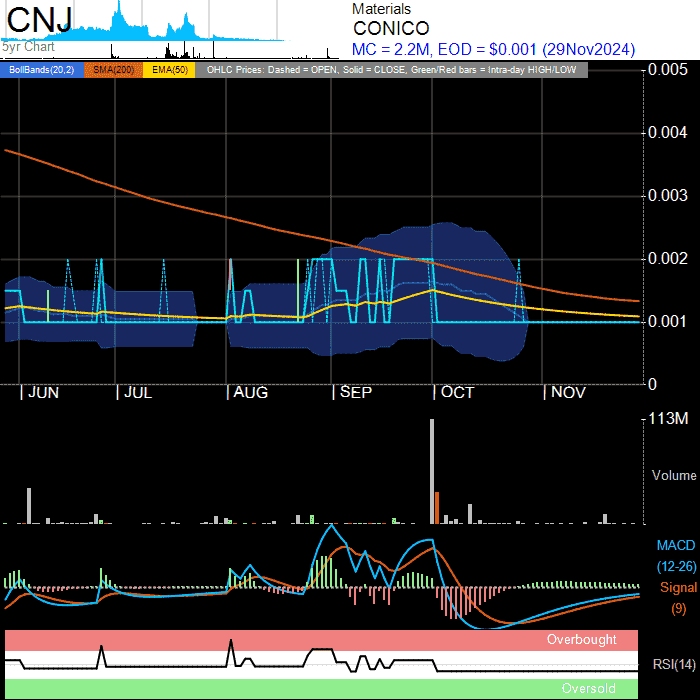 CNJ
5yr Chart
Materials
CONICO
MC = 2.2M, EOD = $0.001 (29Nov2024)
BollBands(20,2) SMA(200) EMA(50) OHLC Prices: Dashed = OPEN, Solid = CLOSE, Green/Red bars = Intra-day HIGH/LOW
0.005
0.004
0.003
0.002
0.001
0
| JUN | JUL | AUG | SEP | OCT | NOV
113M
Volume
MACD
(12-26)
Signal
(9)
Overbought
RSI(14)
Oversold